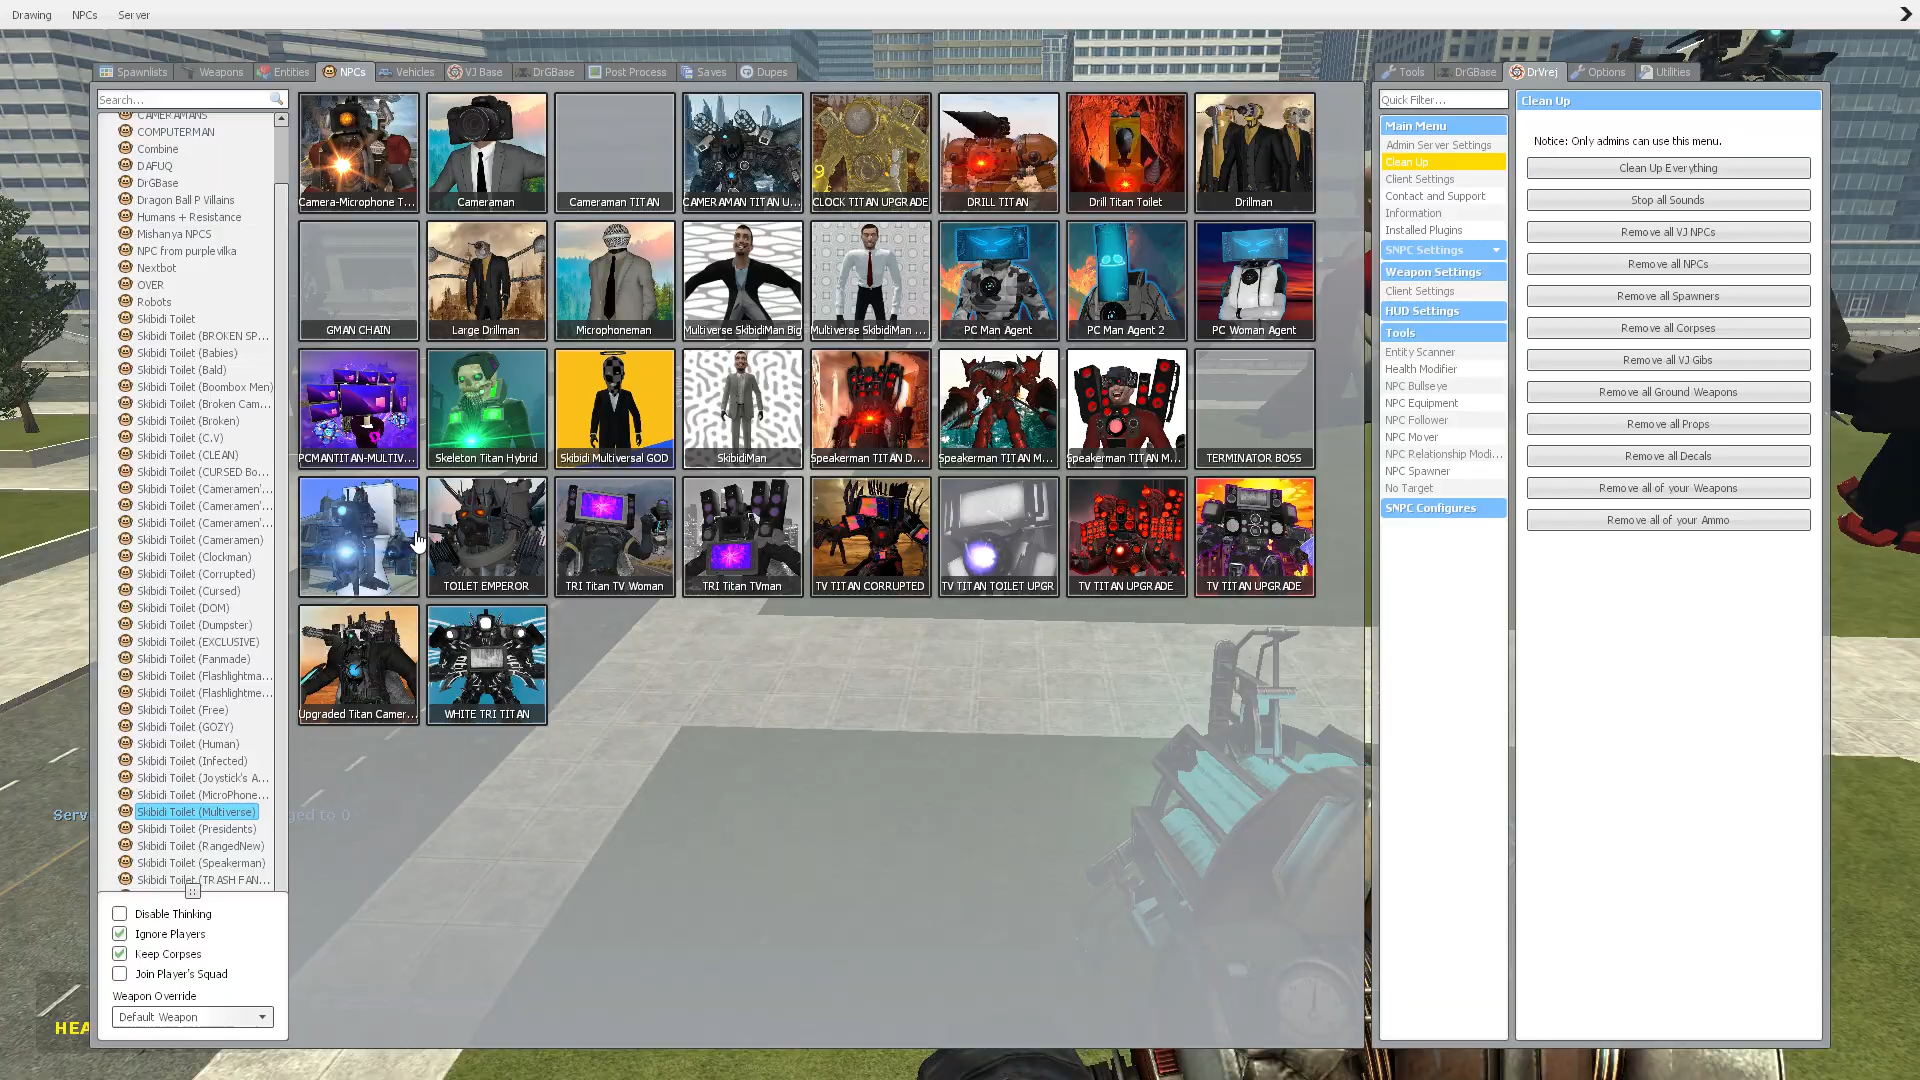 Drawing NPCs Server
Spawnlists Weapons Entities NPCs Vehicles VJ Base DrGBase Post Process Saves Dupes
Search...
CAMERAMANS
COMPUTERMAN
Combine
DAFUQ
DrGBase
Dragon Ball P Villains
Humans + Resistance
Mishanya NPCS
NPC from purplevilka
Nextbot
OVER
Robots
Skibidi Toilet
Skibidi Toilet (BROKEN SP...
Skibidi Toilet (Babies)
Skibidi Toilet (Bald)
Skibidi Toilet (Boombox Men)
Skibidi Toilet (Broken Cam...
Skibidi Toilet (Broken)
Skibidi Toilet (C.V)
Skibidi Toilet (CLEAN)
Skibidi Toilet (CURSED Bo...
Skibidi Toilet (Cameramen'...
Skibidi Toilet (Cameramen'...
Skibidi Toilet (Cameramen'...
Skibidi Toilet (Cameramen)
Skibidi Toilet (Clockman)
Skibidi Toilet (Corrupted)
Skibidi Toilet (Cursed)
Skibidi Toilet (DOM)
Skibidi Toilet (Dumpster)
Skibidi Toilet (EXCLUSIVE)
Skibidi Toilet (Fanmade)
Skibidi Toilet (Flashlightma...
Skibidi Toilet (Flashlightme...
Skibidi Toilet (Free)
Skibidi Toilet (GOZY)
Skibidi Toilet (Human)
Skibidi Toilet (Infected)
Skibidi Toilet (Joystick's A...
Skibidi Toilet (MicroPhone...
Skibidi Toilet (Multiverse)
Skibidi Toilet (Presidents)
Skibidi Toilet (RangedNew)
Skibidi Toilet (Speakerman)
Skibidi Toilet (TRASH FAN...
Disable Thinking
Ignore Players
Keep Corpses
Join Player's Squad
Weapon Override
Default Weapon
Camera-Microphone T... Cameraman Cameraman TITAN CAMERAMAN TITAN U... CLOCK TITAN UPGRADE DRILL TITAN Drill Titan Toilet Drillman
GMAN CHAIN Large Drillman Microphoneman Multiverse SkibidiMan Big Multiverse SkibidiMan ... PC Man Agent PC Man Agent 2 PC Woman Agent
PCMANTITAN-MULTIV... Skeleton Titan Hybrid Skibidi Multiversal GOD SkibidiMan Speakerman TITAN D... Speakerman TITAN M... Speakerman TITAN M... TERMINATOR BOSS
TOILET EMPEROR TRI Titan TV Woman TRI Titan TVman TV TITAN CORRUPTED TV TITAN TOILET UPGR TV TITAN UPGRADE TV TITAN UPGRADE
Upgraded Titan Camer... WHITE TRI TITAN
Serv
ged to 0
HEA
Tools DrGBase DrVrej Options Utilities
Quick Filter...
Main Menu
Admin Server Settings
Clean Up
Client Settings
Contact and Support
Information
Installed Plugins
SNPC Settings
Weapon Settings
Client Settings
HUD Settings
Tools
Entity Scanner
Health Modifier
NPC Bullseye
NPC Equipment
NPC Follower
NPC Mover
NPC Relationship Modi...
NPC Spawner
No Target
SNPC Configures
Clean Up
Notice: Only admins can use this menu.
Clean Up Everything
Stop all Sounds
Remove all VJ NPCs
Remove all NPCs
Remove all Spawners
Remove all Corpses
Remove all VJ Gibs
Remove all Ground Weapons
Remove all Props
Remove all Decals
Remove all of your Weapons
Remove all of your Ammo